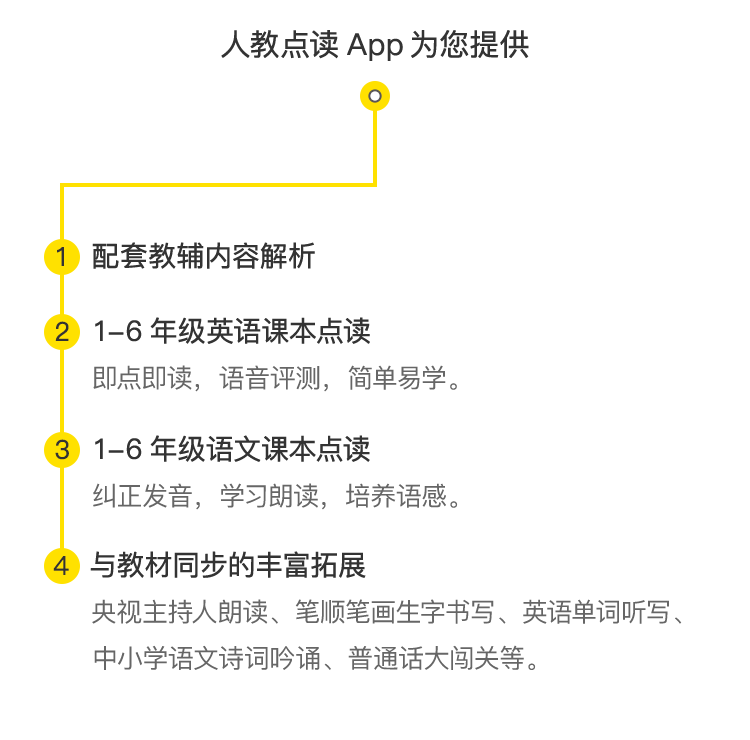 人教点读 App 为您提供
1 配套教辅内容解析
2 1-6 年级英语课本点读
即点即读，语音评测，简单易学。
3 1-6 年级语文课本点读
纠正发音，学习朗读，培养语感。
4 与教材同步的丰富拓展
央视主持人朗读、笔顺笔画生字书写、英语单词听写、
中小学语文诗词吟诵、普通话大闯关等。